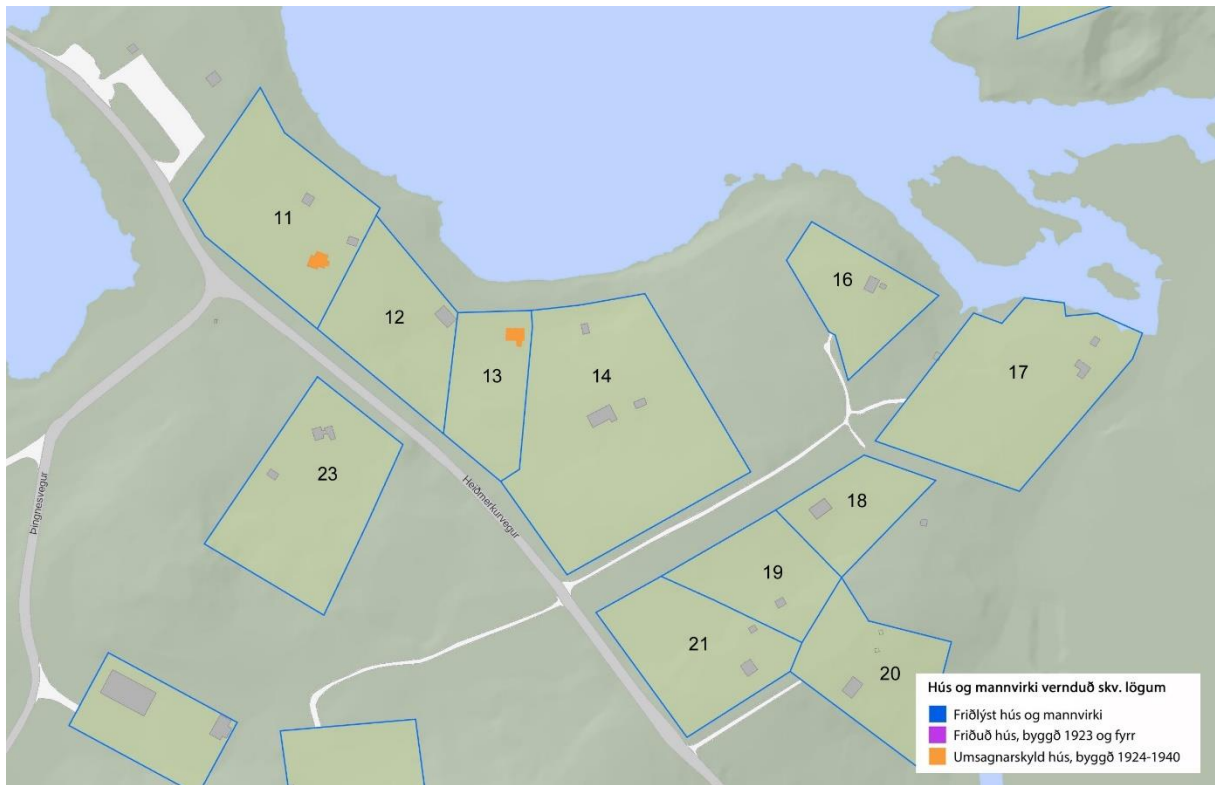 11
12
13
14
16
17
18
19
20
21
23
Þingnesvegur
Heiðmerkurvegur
Hús og mannvirki vernduð skv. lögum
Friðlýst hús og mannvirki
Friðuð hús, byggð 1923 og fyrr
Umsagnarskyld hús, byggð 1924-1940